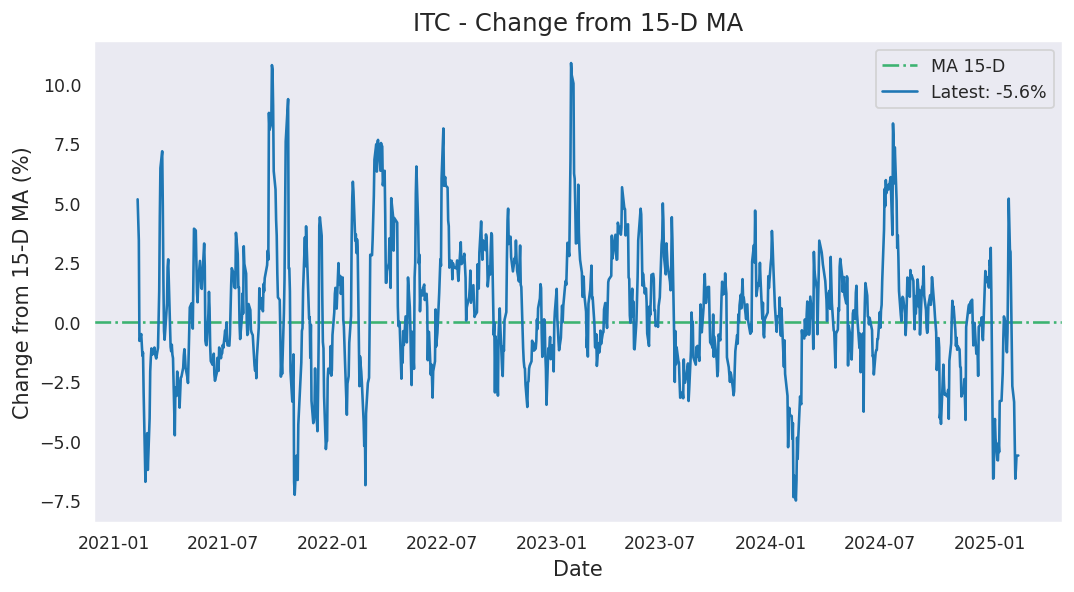 ITC - Change from 15-D MA
MA 15-D
Latest: -5.6%
Change from 15-D MA (%)
10.0
7.5
5.0
2.5
0.0
−2.5
−5.0
−7.5
2021-01 2021-07 2022-01 2022-07 2023-01 2023-07 2024-01 2024-07 2025-01
Date